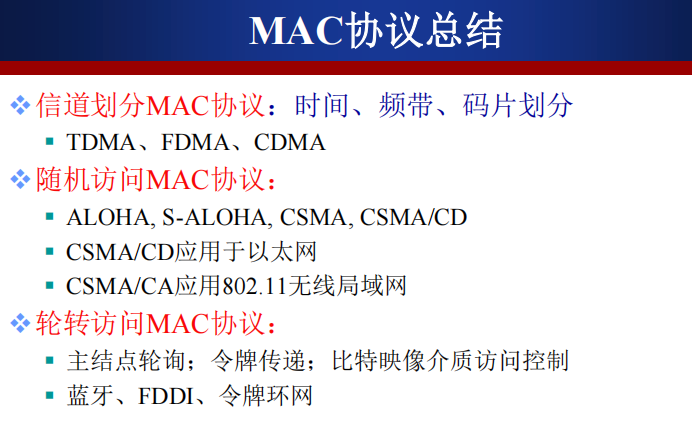 MAC协议总结
信道划分MAC协议：时间、频带、码片划分
TDMA、FDMA、CDMA
随机访问MAC协议：
ALOHA, S-ALOHA, CSMA, CSMA/CD
CSMA/CD应用于以太网
CSMA/CA应用802.11无线局域网
轮转访问MAC协议：
主结点轮询；令牌传递；比特映像介质访问控制
蓝牙、FDDI、令牌环网